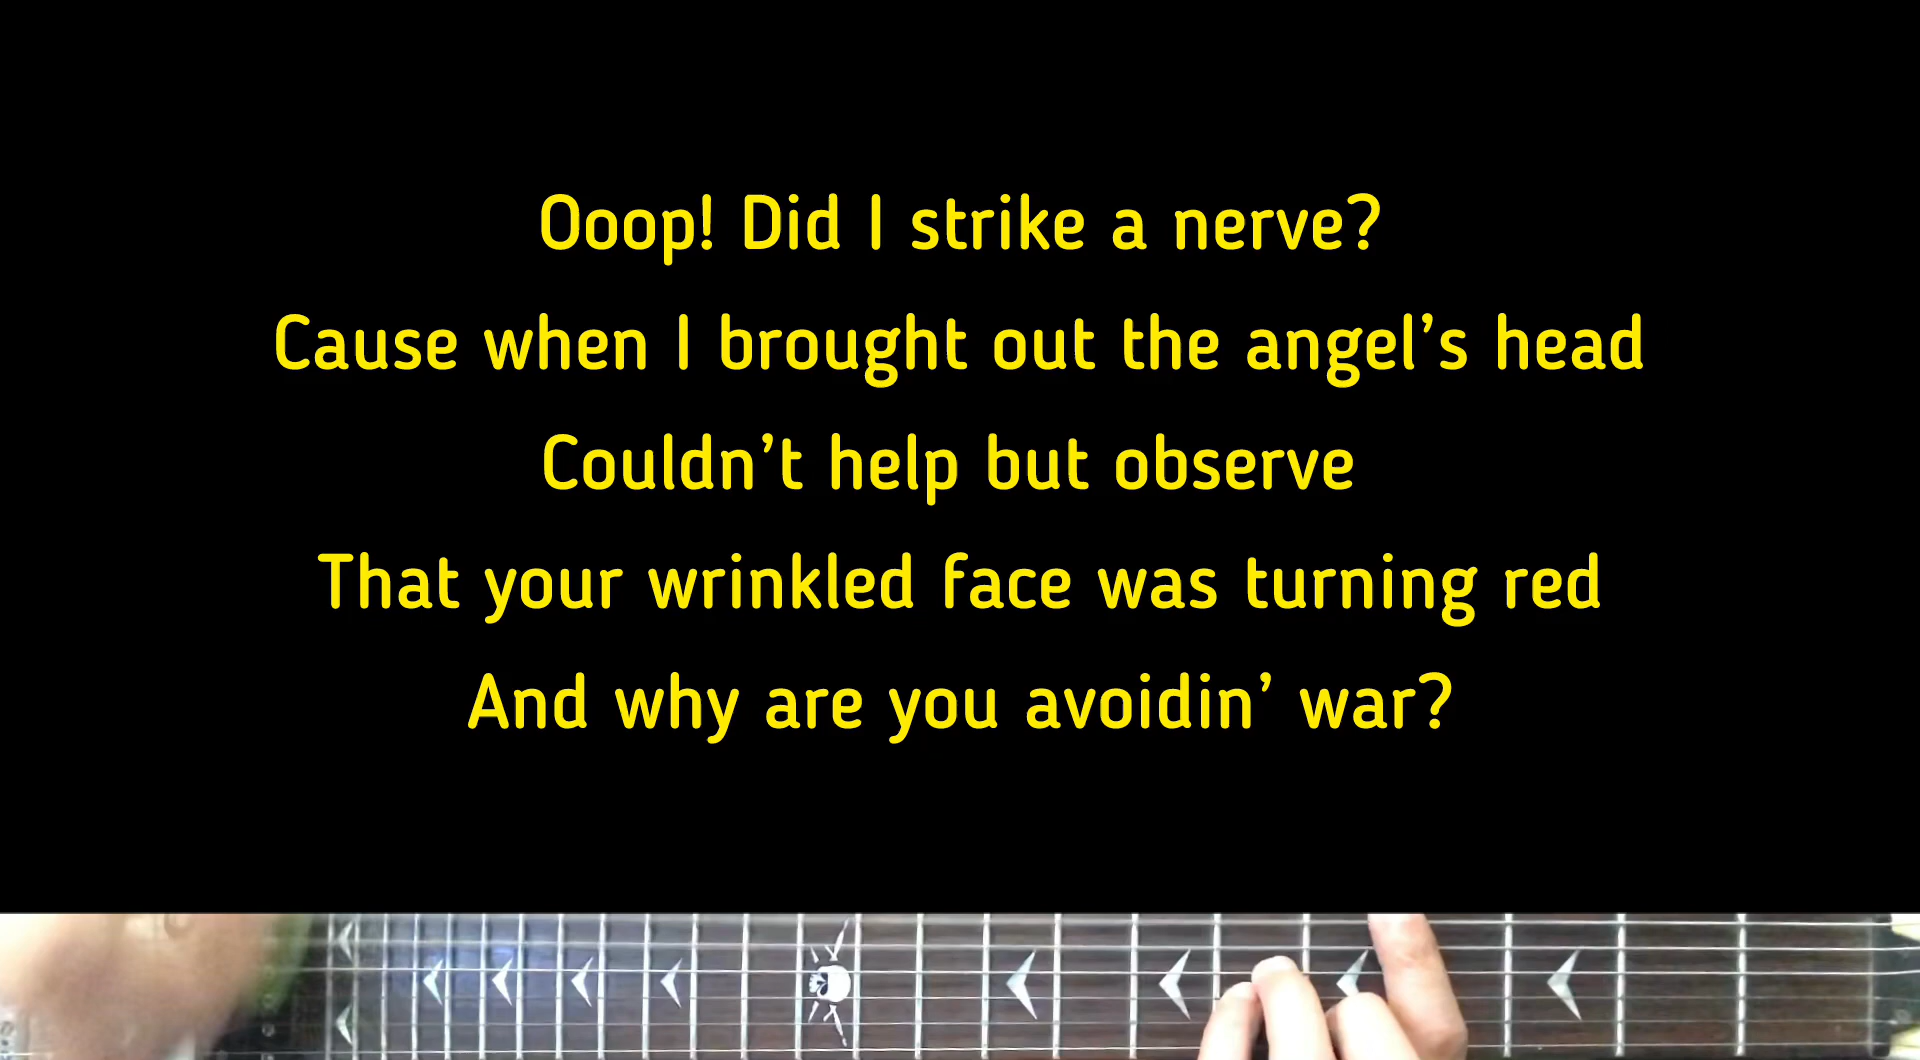 Ooop! Did I strike a nerve?
Cause when I brought out the angel’s head
Couldn’t help but observe
That your wrinkled face was turning red
And why are you avoidin’ war?